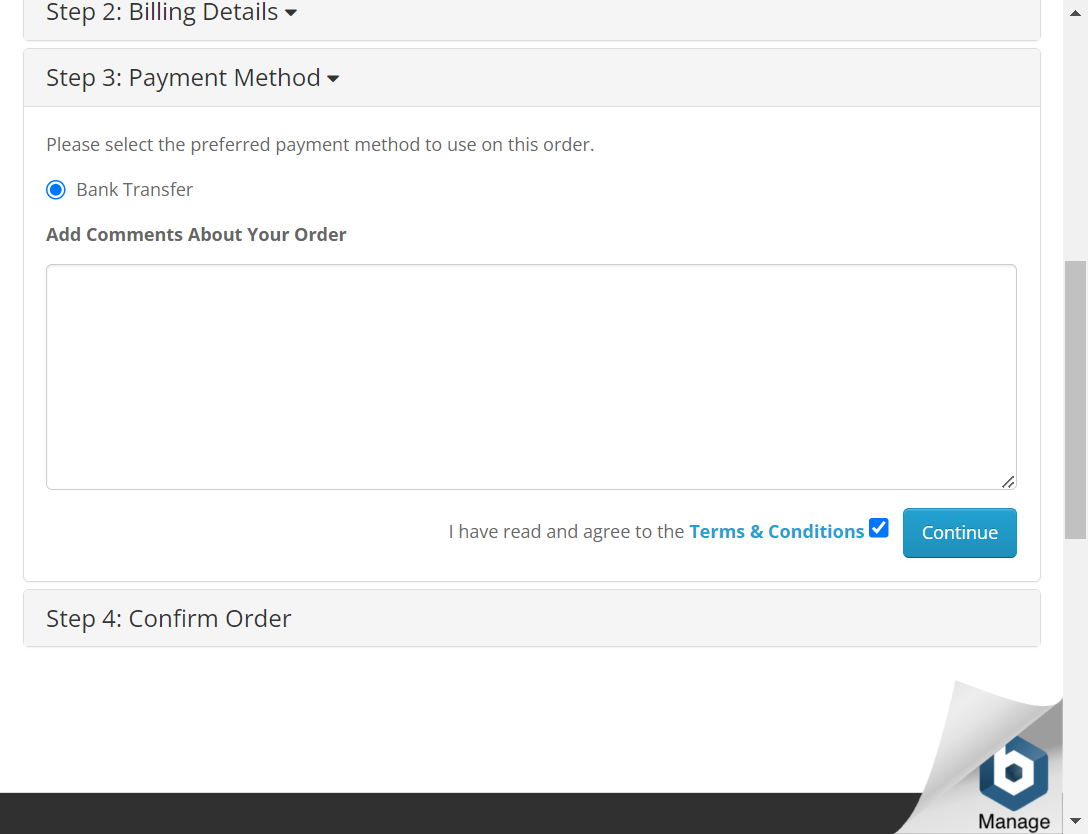 Step 2: Billing Details
Step 3: Payment Method
Please select the preferred payment method to use on this order.
Bank Transfer
Add Comments About Your Order
I have read and agree to the Terms & Conditions
Continue
Step 4: Confirm Order
b
Manage